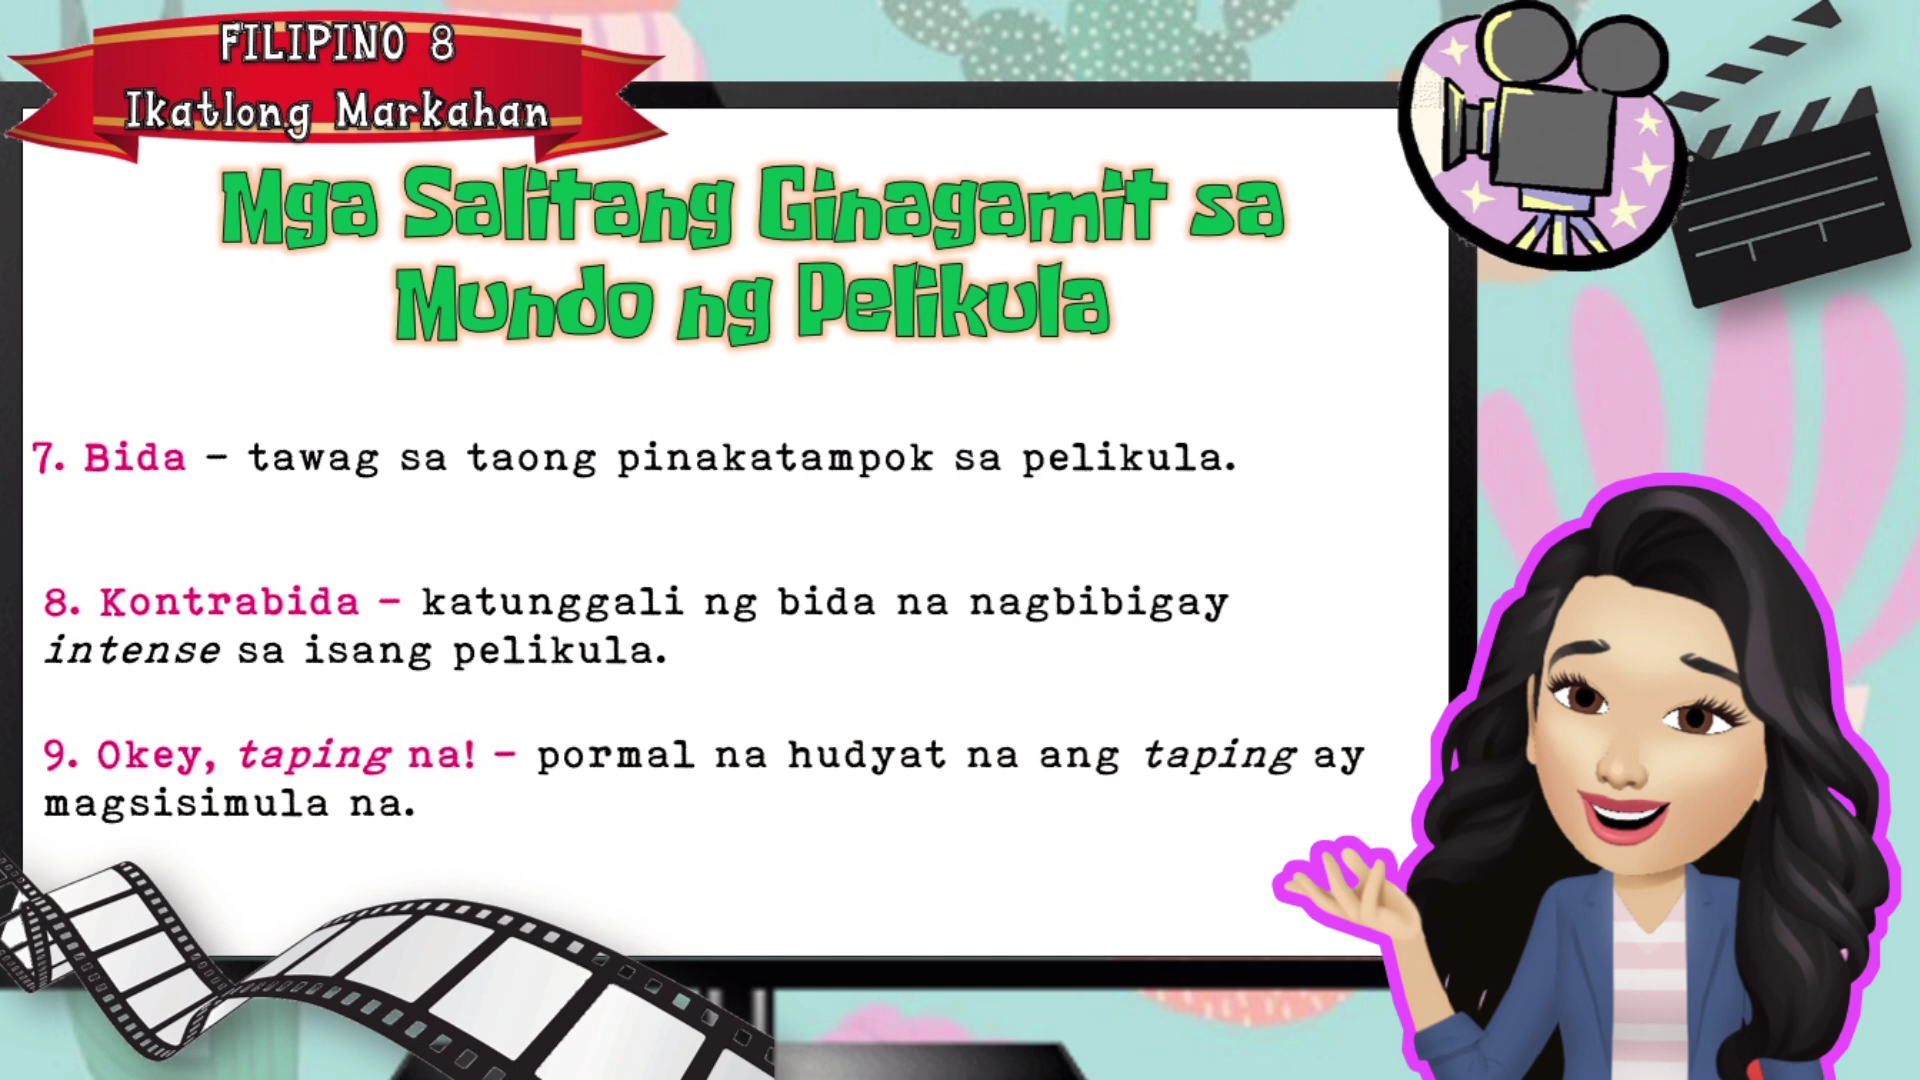 FILIPINO 8
Ikatlong Markahan
Mga Salitang Ginagamit sa
Mundo ng Pelikula
7. Bida - tawag sa taong pinakatampok sa pelikula.
8. Kontrabida - katunggali ng bida na nagbibigay
intense sa isang pelikula.
9. Okey, taping na! - pormal na hudyat na ang taping ay
magsisimula na.